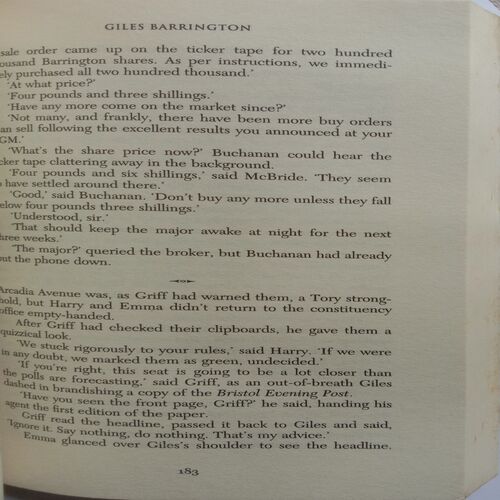 GILES BARRINGTON
sale order came up on the ticker tape for two hundred
ousand Barrington shares. As per instructions, we immedi-
ely purchased all two hundred thousand.’
‘At what price?’
‘Four pounds and three shillings.’
‘Have any more come on the market since?’
‘Not many, and frankly, there have been more buy orders
an sell following the excellent results you announced at your
GM.’
‘What’s the share price now?’ Buchanan could hear the
cker tape clattering away in the background.
‘Four pounds and six shillings,’ said McBride. ‘They seem
o have settled around there.’
‘Good,’ said Buchanan. ‘Don’t buy any more unless they fall
elow four pounds three shillings.’
‘Understood, sir.’
‘That should keep the major awake at night for the next
hree weeks.’
‘The major?’ queried the broker, but Buchanan had already
ut the phone down.
Arcadia Avenue was, as Griff had warned them, a Tory strong-
hold, but Harry and Emma didn’t return to the constituency
office empty-handed.
After Griff had checked their clipboards, he gave them a
quizzical look.
‘We stuck rigorously to your rules,’ said Harry. ‘If we were
in any doubt, we marked them as green, undecided.’
‘If you’re right, this seat is going to be a lot closer than
the polls are forecasting,’ said Griff, as an out-of-breath Giles
dashed in brandishing a copy of the Bristol Evening Post.
‘Have you seen the front page, Griff?’ he said, handing his
agent the first edition of the paper.
Griff read the headline, passed it back to Giles and said,
‘Ignore it. Say nothing, do nothing. That’s my advice.’
Emma glanced over Giles’s shoulder to see the headline.
183